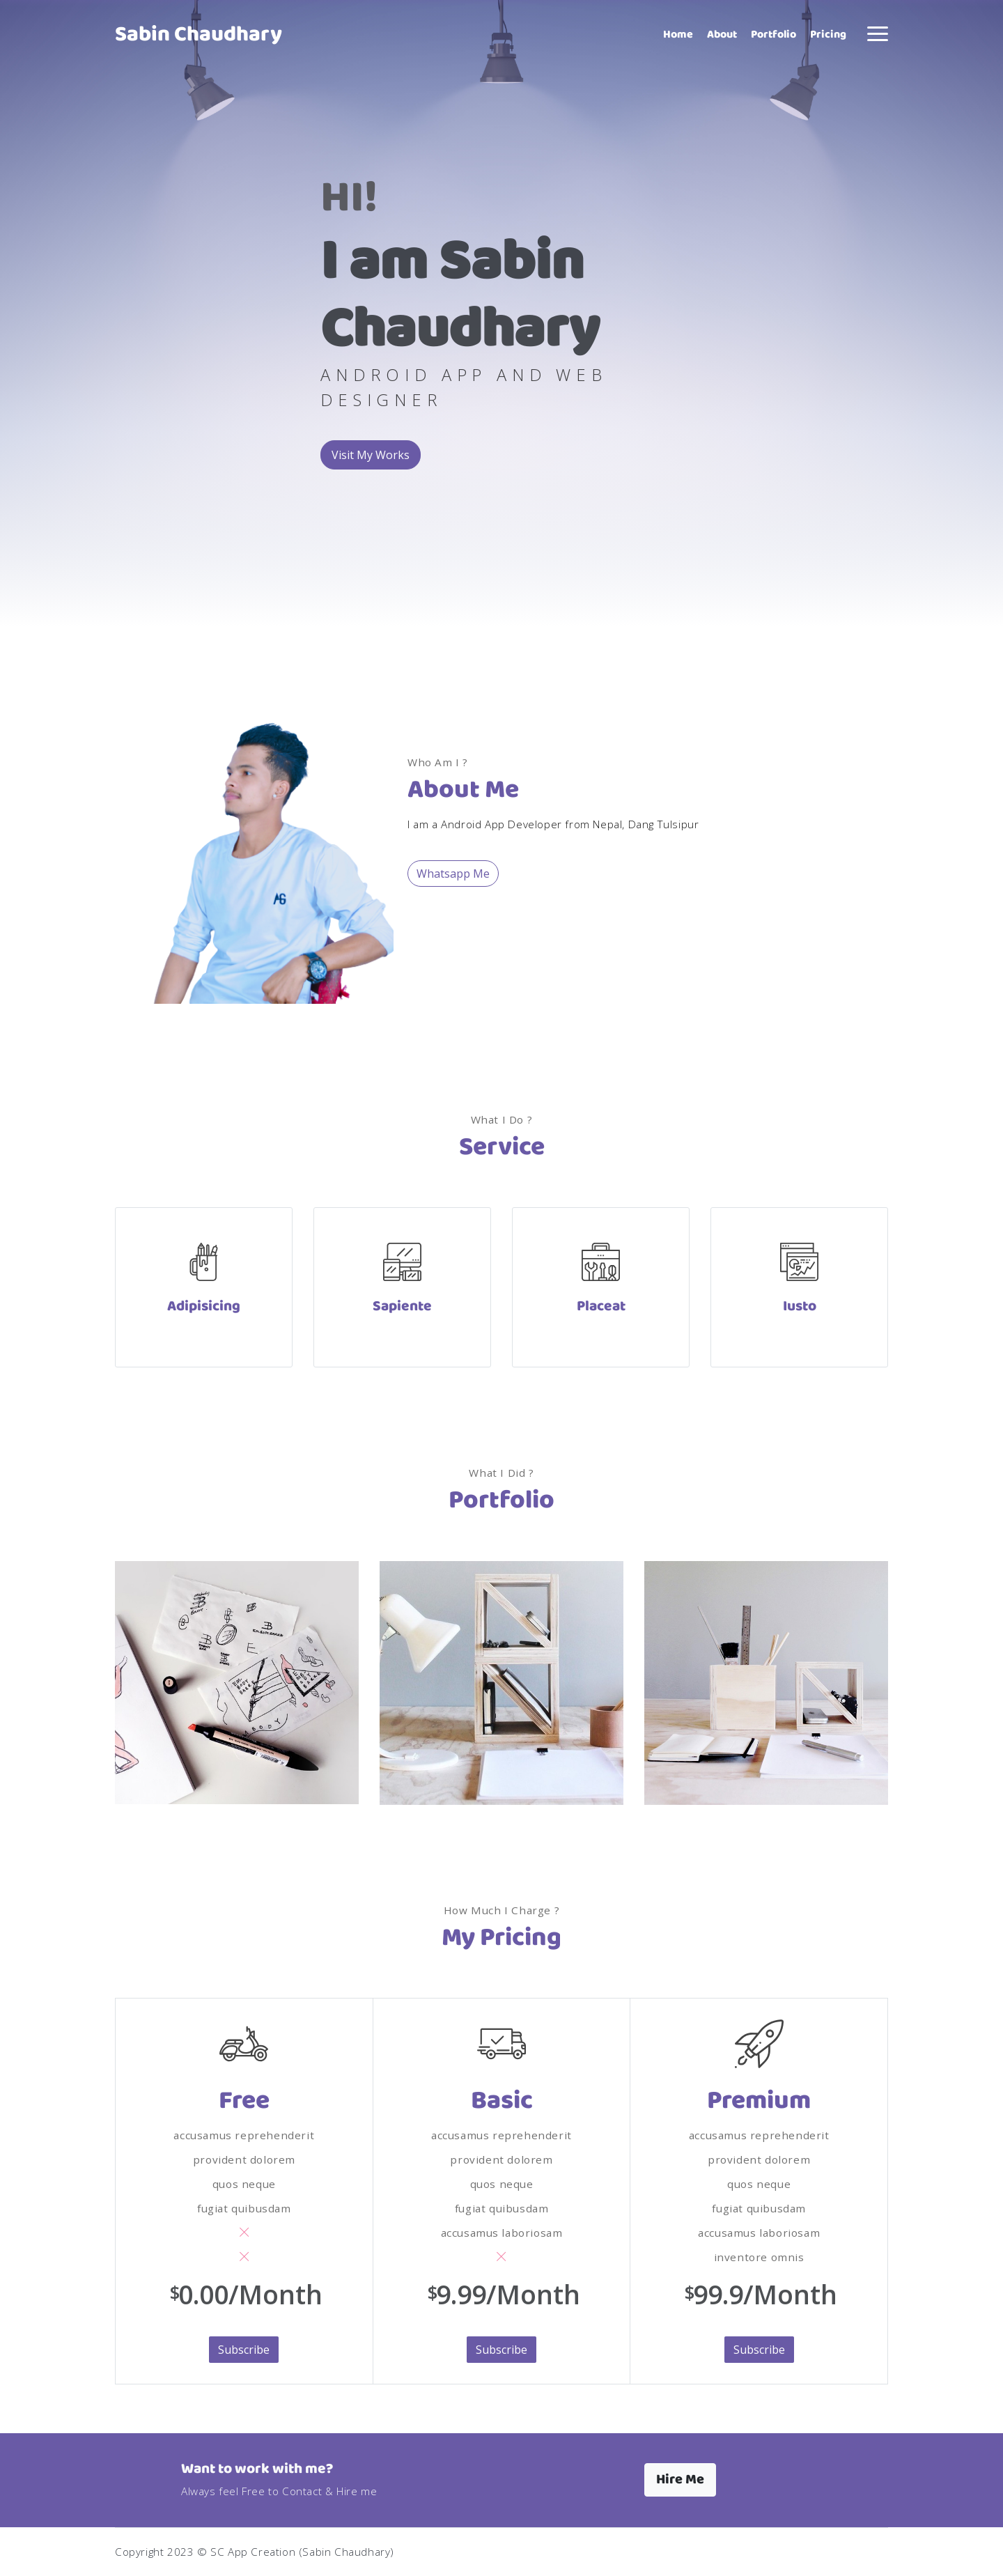 Sabin Chaudhary
Home About Portfolio Pricing
HI!
I am Sabin
Chaudhary
ANDROID APP AND WEB
DESIGNER
Visit My Works
Who Am I ?
About Me
I am a Android App Developer from Nepal, Dang Tulsipur
Whatsapp Me
AG
What I Do ?
Service
Adipisicing
Sapiente
Placeat
Iusto
What I Did ?
Portfolio
How Much I Charge ?
My Pricing
Free
accusamus reprehenderit
provident dolorem
quos neque
fugiat quibusdam
$0.00/Month
Subscribe
Basic
accusamus reprehenderit
provident dolorem
quos neque
fugiat quibusdam
accusamus laboriosam
$9.99/Month
Subscribe
Premium
accusamus reprehenderit
provident dolorem
quos neque
fugiat quibusdam
accusamus laboriosam
inventore omnis
$99.9/Month
Subscribe
Want to work with me?
Always feel Free to Contact & Hire me
Hire Me
Copyright 2023 © SC App Creation (Sabin Chaudhary)